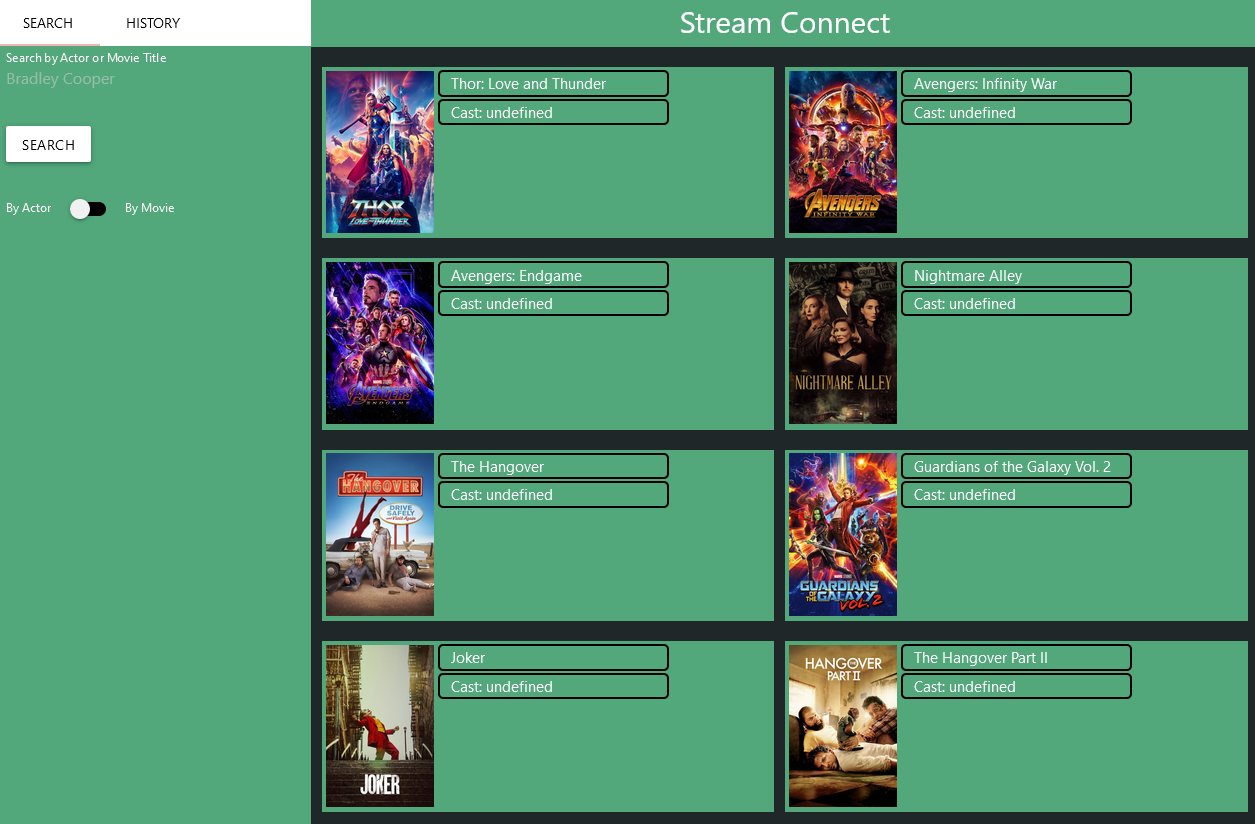 SEARCH HISTORY
Stream Connect
Search by Actor or Movie Title
Bradley Cooper
SEARCH
By Actor By Movie
THOR
LOVE AND THUNDER
Thor: Love and Thunder
Cast: undefined
AVENGERS
INFINITY WAR
Avengers: Infinity War
Cast: undefined
AVENGERS
ENDGAME
Avengers: Endgame
Cast: undefined
NIGHTMARE ALLEY
Nightmare Alley
Cast: undefined
The
HANGOVER
DRIVE
SAFELY
The Hangover
Cast: undefined
GUARDIANS
OF THE GALAXY
VOL. 2
Guardians of the Galaxy Vol. 2
Cast: undefined
JOKER
Joker
Cast: undefined
THE
HANGOVER
PART II
The Hangover Part II
Cast: undefined